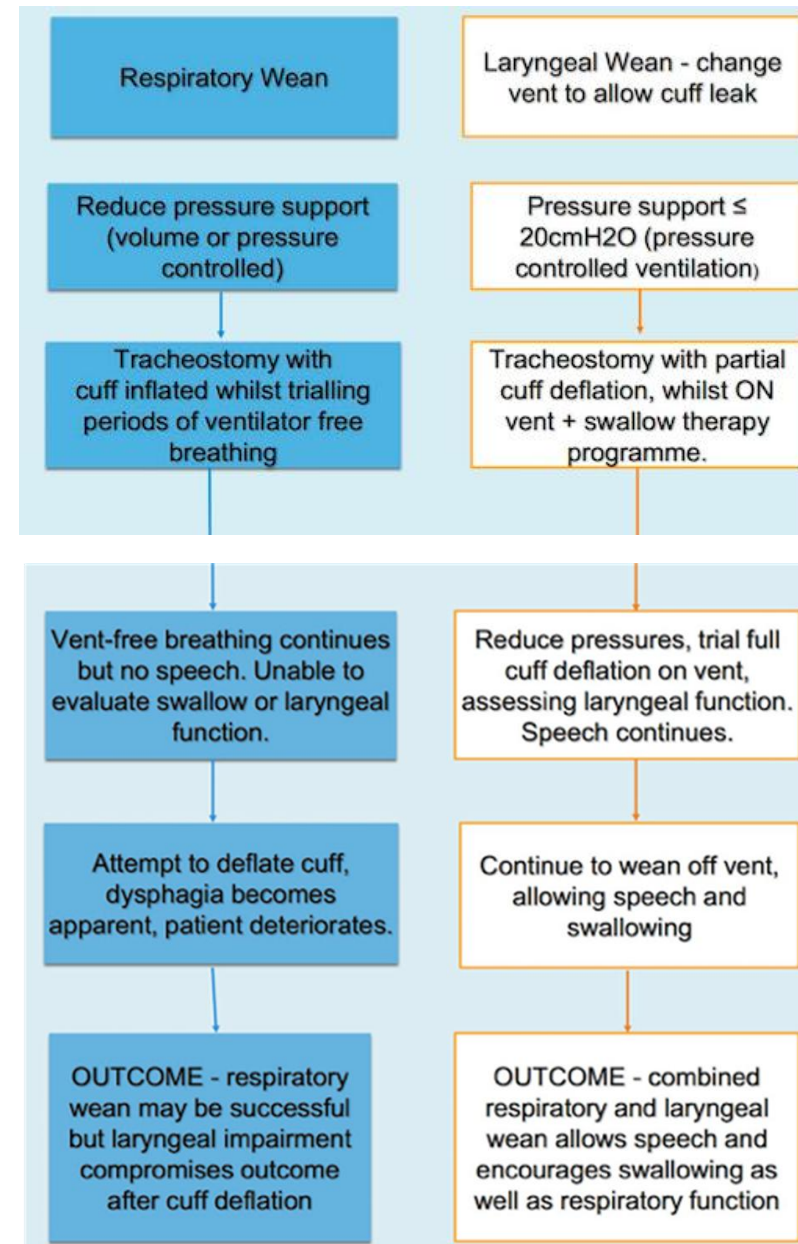 Respiratory Wean
Laryngeal Wean - change
vent to allow cuff leak
Reduce pressure support
(volume or pressure
controlled)
Pressure support ≤
20cmH2O (pressure
controlled ventilation)
Tracheostomy with
cuff inflated whilst trialling
periods of ventilator free
breathing
Tracheostomy with partial
cuff deflation, whilst ON
vent + swallow therapy
programme.
Vent-free breathing continues
but no speech. Unable to
evaluate swallow or laryngeal
function.
Reduce pressures, trial full
cuff deflation on vent,
assessing laryngeal function.
Speech continues.
Attempt to deflate cuff,
dysphagia becomes
apparent, patient deteriorates.
Continue to wean off vent,
allowing speech and
swallowing
OUTCOME - respiratory
wean may be successful
but laryngeal impairment
compromises outcome
after cuff deflation
OUTCOME - combined
respiratory and laryngeal
wean allows speech and
encourages swallowing as
well as respiratory function